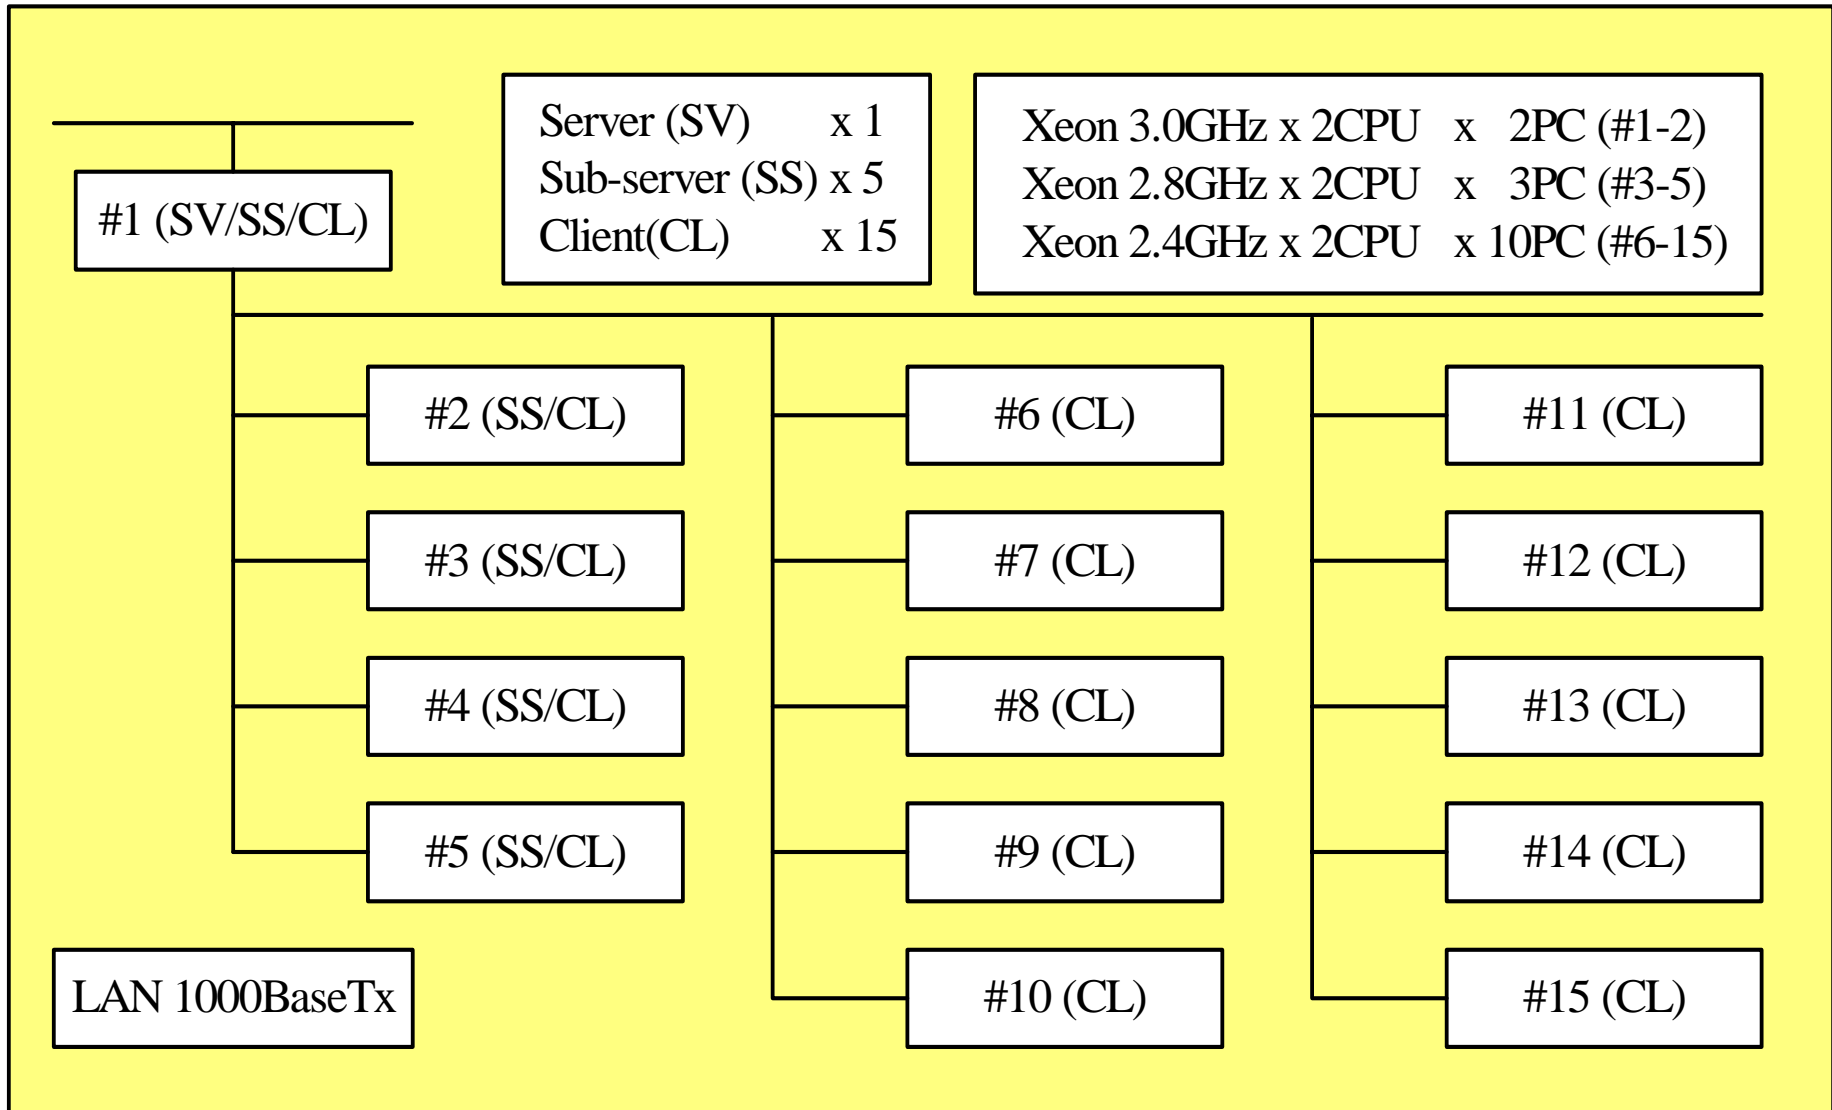 Server (SV) x 1
Sub-server (SS) x 5
Client(CL) x 15
Xeon 3.0GHz x 2CPU x 2PC (#1-2)
Xeon 2.8GHz x 2CPU x 3PC (#3-5)
Xeon 2.4GHz x 2CPU x 10PC (#6-15)
#1 (SV/SS/CL)
#2 (SS/CL)
#3 (SS/CL)
#4 (SS/CL)
#5 (SS/CL)
#6 (CL)
#7 (CL)
#8 (CL)
#9 (CL)
#10 (CL)
#11 (CL)
#12 (CL)
#13 (CL)
#14 (CL)
#15 (CL)
LAN 1000BaseTx